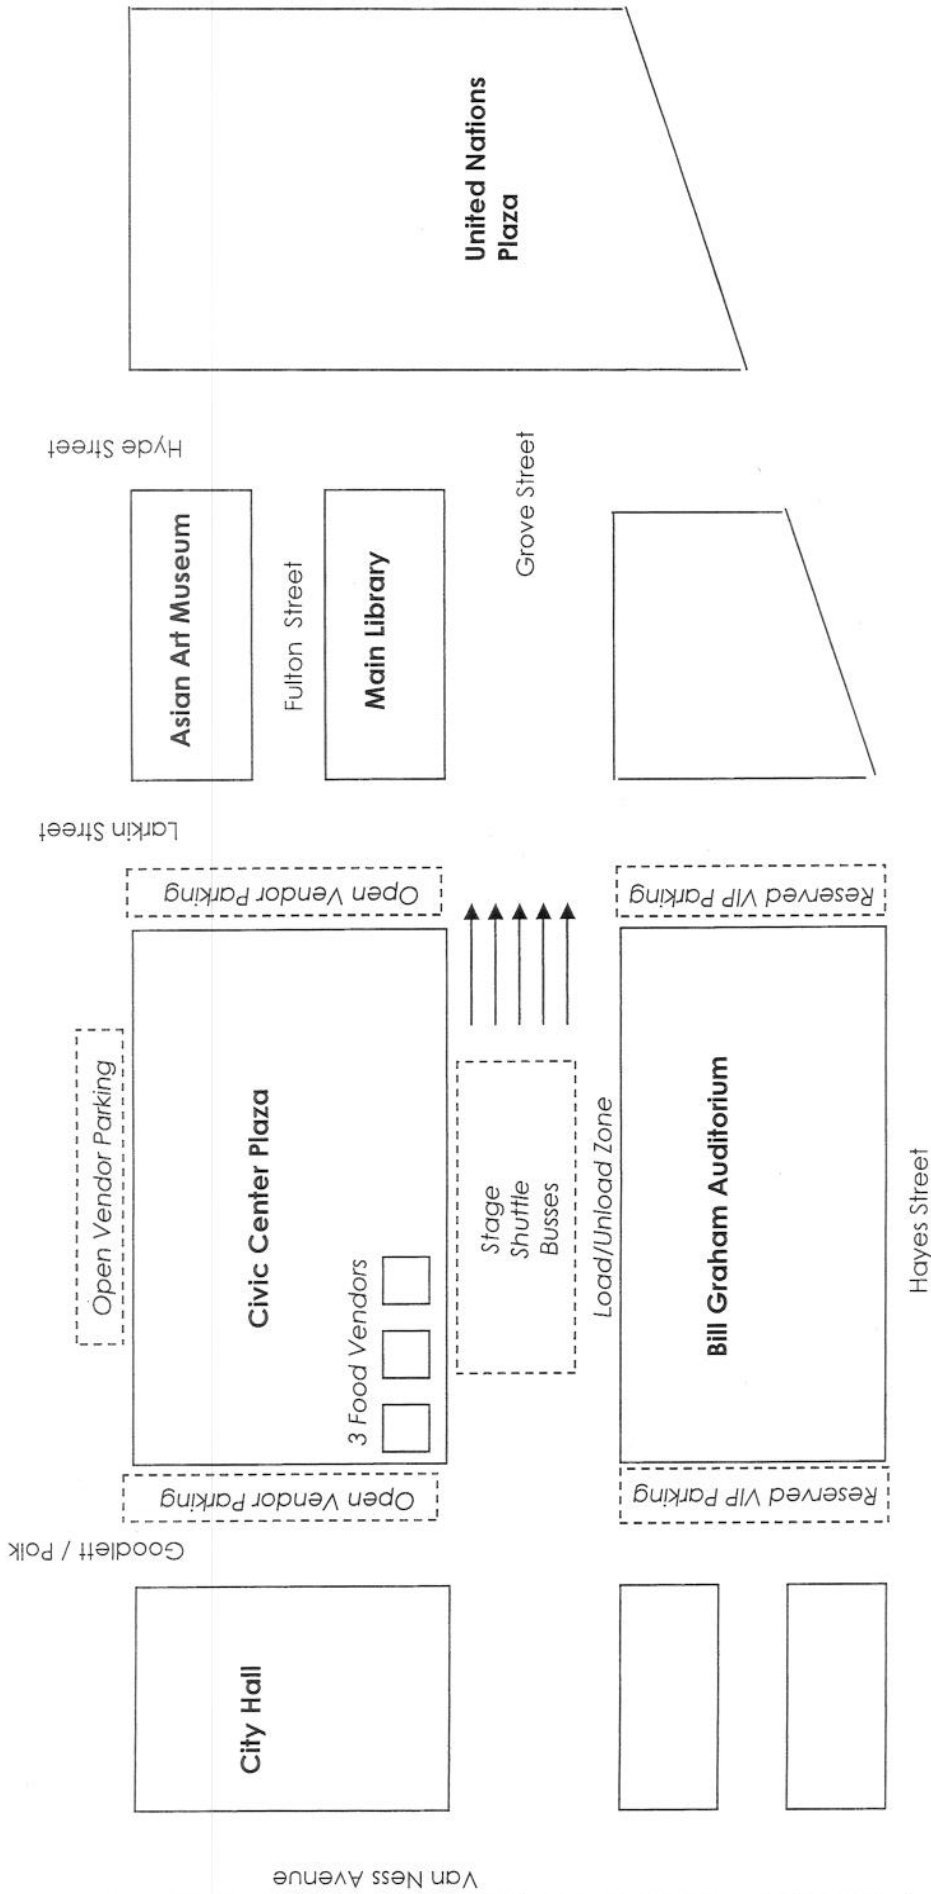 Hyde Street
United Nations
Plaza
Asian Art Museum
Fulton Street
Main Library
Grove Street
Larkin Street
Open Vendor Parking
Open Vendor Parking
Reserved VIP Parking
Civic Center Plaza
3 Food Vendors
Stage
Shuttle
Busses
Load/Unload Zone
Bill Graham Auditorium
Hayes Street
Open Vendor Parking
Reserved VIP Parking
Goodlett / Polk
City Hall
Van Ness Avenue